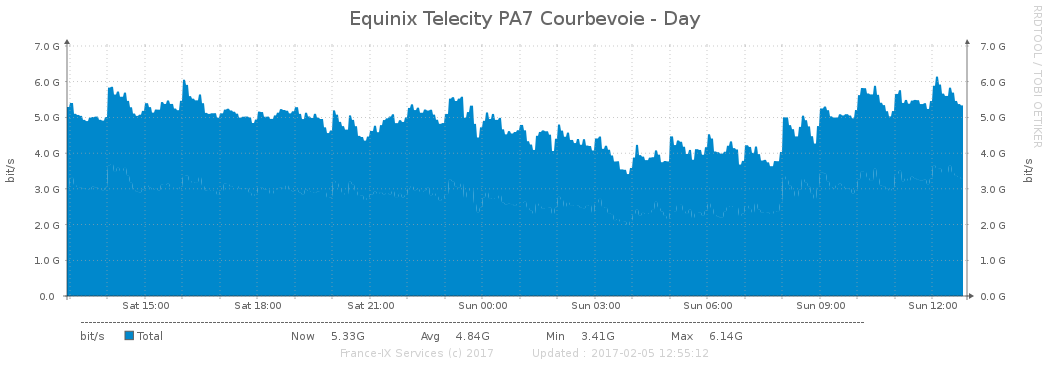 Equinix Telecity PA7 Courbevoie - Day
RRDTOOL / TOBI OETIKER
7.0 G 7.0 G
6.0 G 6.0 G
5.0 G 5.0 G
4.0 G 4.0 G
3.0 G 3.0 G
2.0 G 2.0 G
1.0 G 1.0 G
0.0 0.0 G
bit/s
bit/s
Sat 15:00 Sat 18:00 Sat 21:00 Sun 00:00 Sun 03:00 Sun 06:00 Sun 09:00 Sun 12:00
bit/s Total Now 5.33G Avg 4.84G Min 3.41G Max 6.14G
France-IX Services (c) 2017 Updated : 2017-02-05 12:55:12